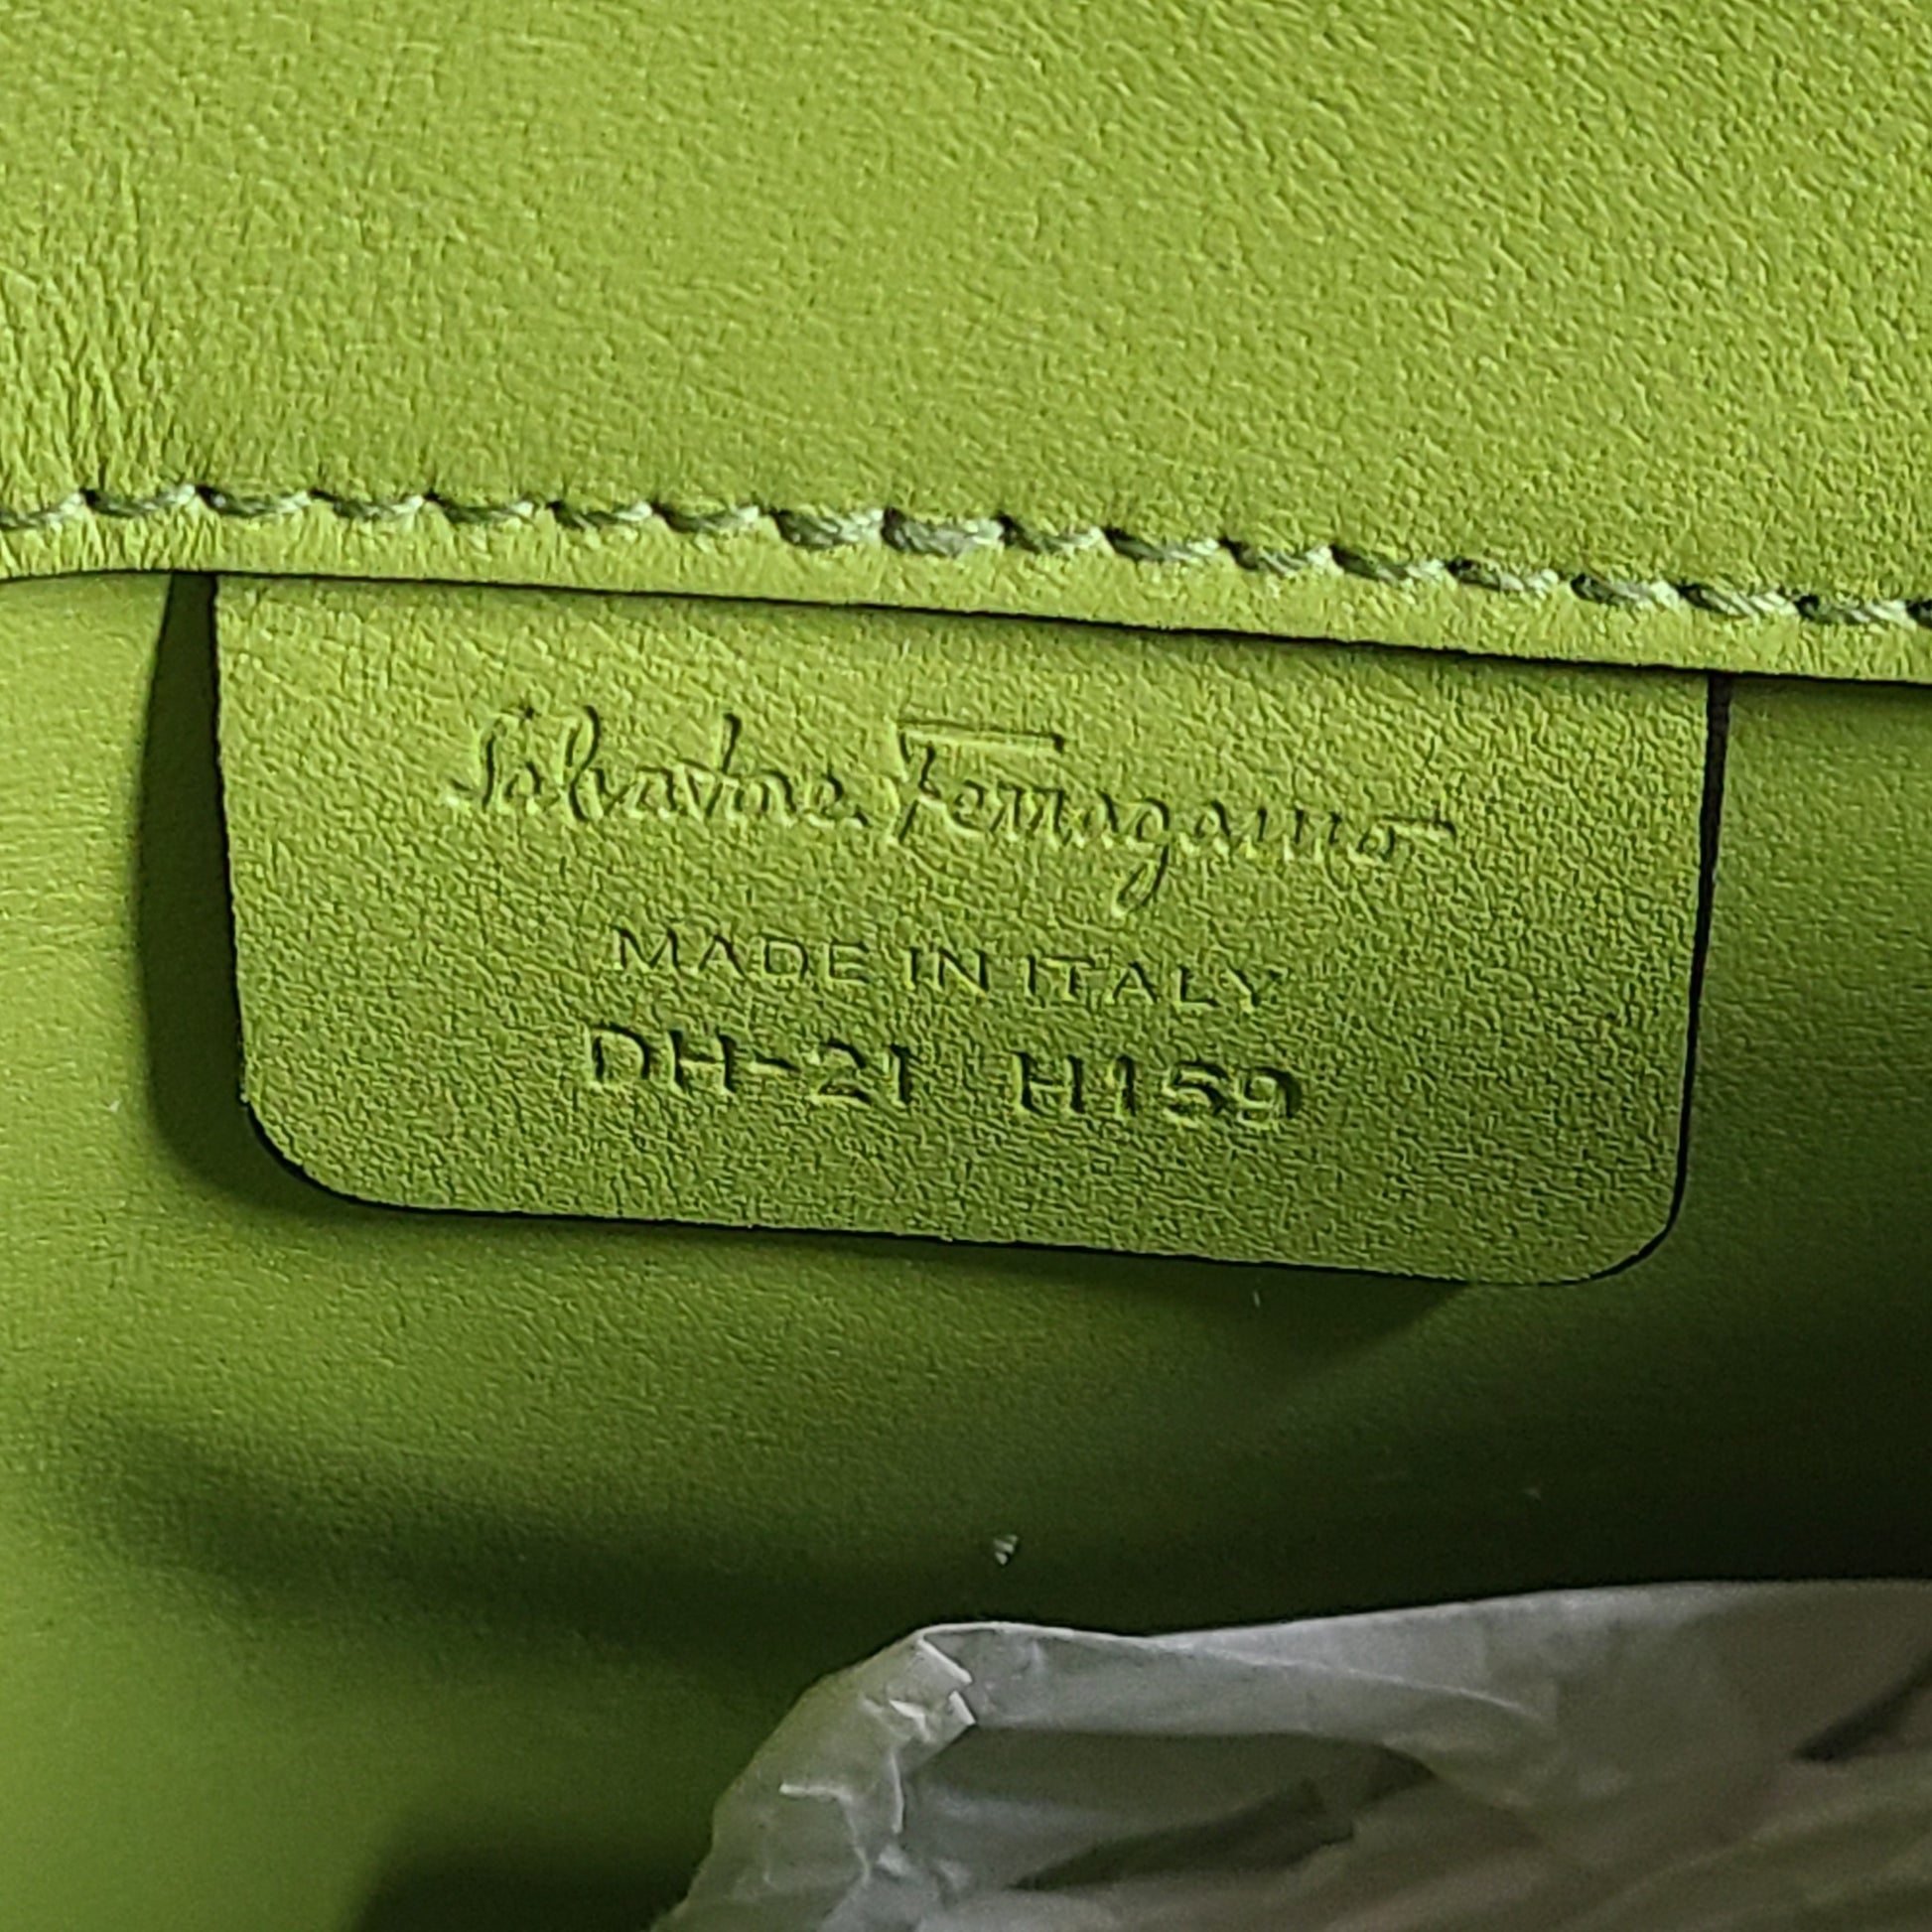 Salvatore Ferragamo
MADE IN ITALY
DH-21 H159